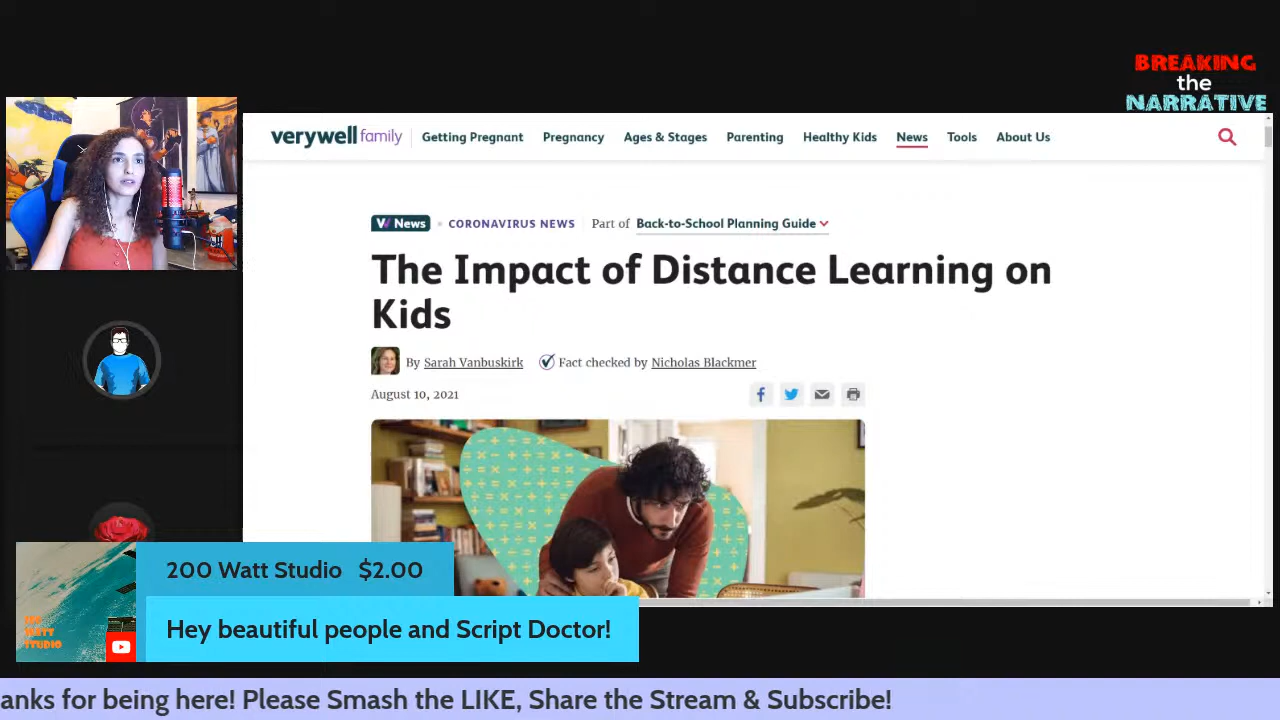 BREAKING
the
NARRATIVE
verywell family Getting Pregnant Pregnancy Ages & Stages Parenting Healthy Kids News Tools About Us
V News CORONAVIRUS NEWS Part of Back-to-School Planning Guide
The Impact of Distance Learning on
Kids
By Sarah Vanbuskirk Fact checked by Nicholas Blackmer
August 10, 2021
200 Watt Studio $2.00
WATT
STUDIO
Hey beautiful people and Script Doctor!
anks for being here! Please Smash the LIKE, Share the Stream & Subscribe!